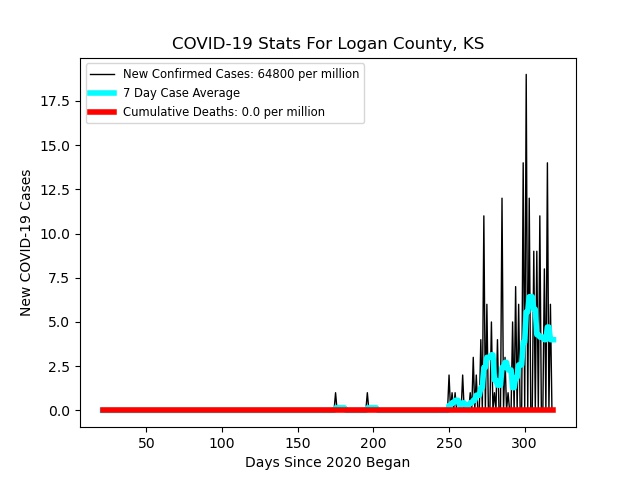 COVID-19 Stats For Logan County, KS
New Confirmed Cases: 64800 per million
7 Day Case Average
Cumulative Deaths: 0.0 per million
New COVID-19 Cases
17.5
15.0
12.5
10.0
7.5
5.0
2.5
0.0
50 100 150 200 250 300
Days Since 2020 Began